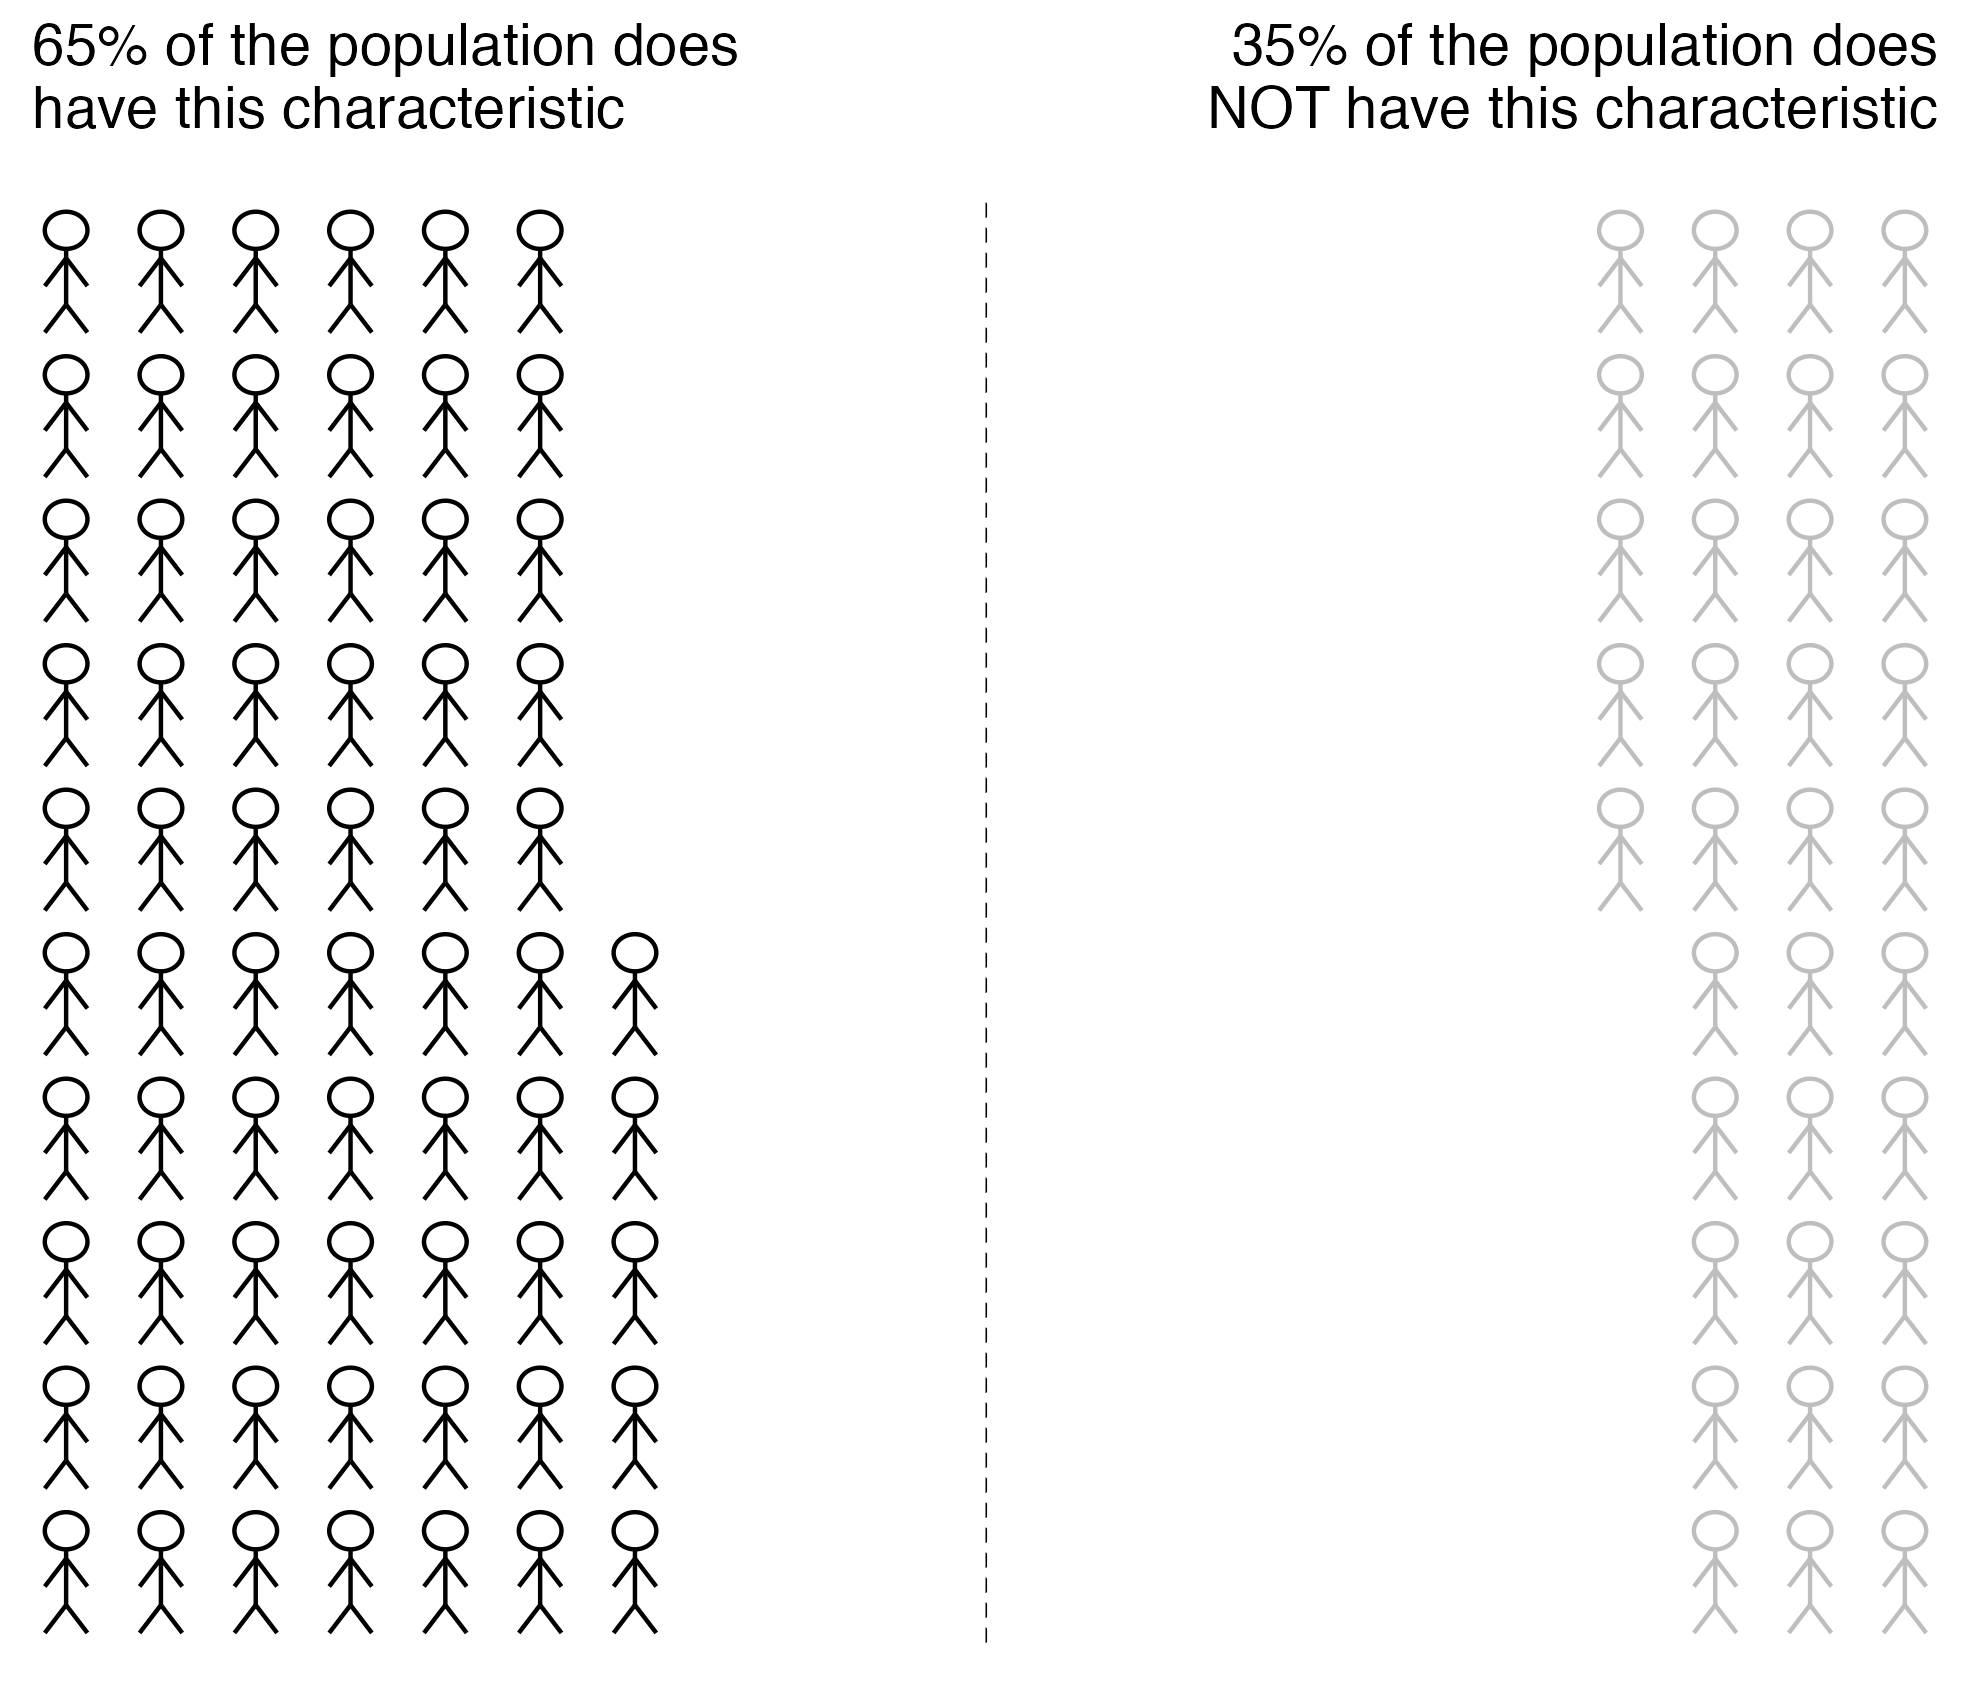 65% of the population does
have this characteristic
35% of the population does
NOT have this characteristic